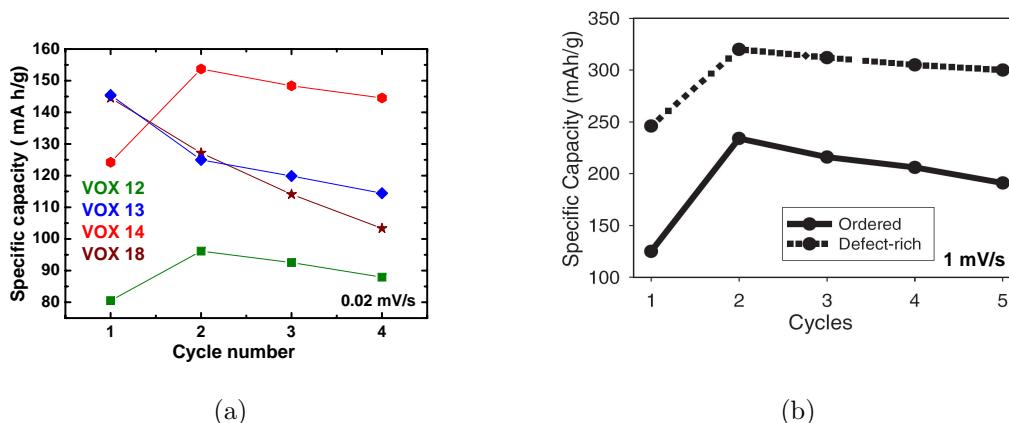 Specific capacity ( mA h/g)
160
150
140
130
120
110
100
90
80
VOX 12
VOX 13
VOX 14
VOX 18
0.02 mV/s
1 2 3 4
Cycle number
(a)
Specific Capacity (mAh/g)
350
300
250
200
150
100
Ordered
Defect-rich
1 mV/s
1 2 3 4 5
Cycles
(b)